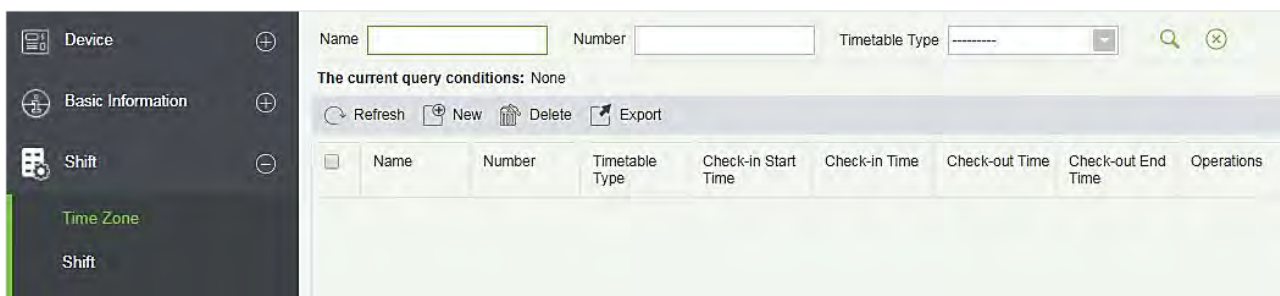 Device
Basic Information
Shift
Time Zone
Shift
Name Number Timetable Type ---------
The current query conditions: None
Refresh New Delete Export
Name Number Timetable Type Check-in Start Time Check-in Time Check-out Time Check-out End Time Operations